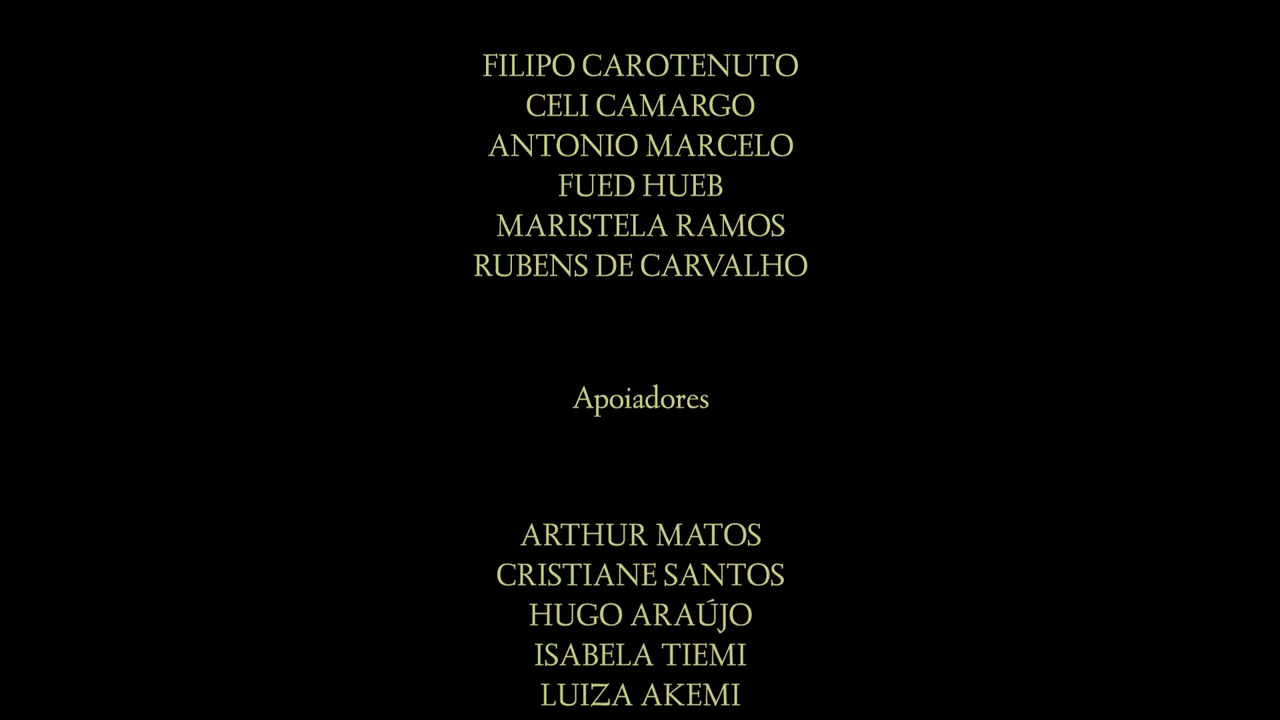 FILIPO CAROTENUTO
CELI CAMARGO
ANTONIO MARCELO
FUED HUEB
MARISTELA RAMOS
RUBENS DE CARVALHO
Apoiadores
ARTHUR MATOS
CRISTIANE SANTOS
HUGO ARAÚJO
ISABELA TIEMI
LUIZA AKEMI